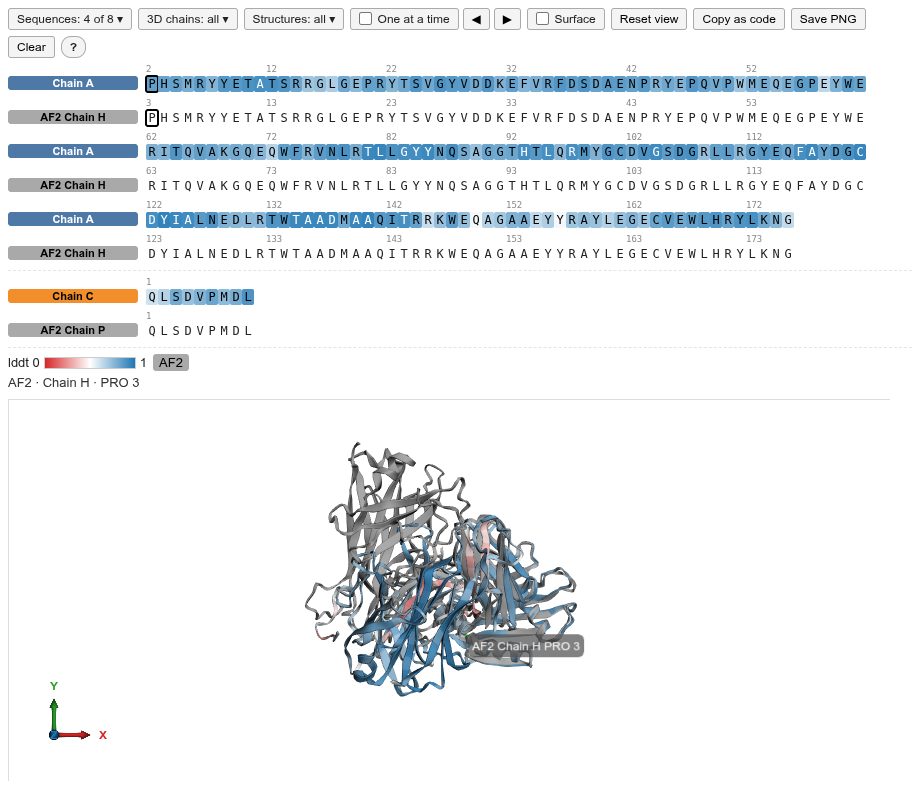 Sequences: 4 of 8 ▾ 3D chains: all ▾ Structures: all ▾ One at a time ◀ ▶ Surface Reset view Copy as code Save PNG
Clear ?
2 12 22 32 42 52
Chain A PHSMRYYETATSRRGLGEPRYTSVGYVDDKEFVRFDSDAENPRYEPQVPWMEQEGPEYWE
3 13 23 33 43 53
AF2 Chain H PHSMRYYETATSRRGLGEPRYTSVGYVDDKEFVRFDSDAENPRYEPQVPWMEQEGPEYWE
62 72 82 92 102 112
Chain A RITQVAKGQEQWFRVNLRTLLGYYNQSAGGTHTLQRMYGCDVGSDGRLLRGYEQFAYDGC
63 73 83 93 103 113
AF2 Chain H RITQVAKGQEQWFRVNLRTLLGYYNQSAGGTHTLQRMYGCDVGSDGRLLRGYEQFAYDGC
122 132 142 152 162 172
Chain A DYIALNEDLRTWTAADMAAQITRRKWEQAGAAEYYRAYLEGECVEWLHRYLKNG
123 133 143 153 163 173
AF2 Chain H DYIALNEDLRTWTAADMAAQITRRKWEQAGAAEYYRAYLEGECVEWLHRYLKNG
1
Chain C QLSDVPMDL
1
AF2 Chain P QLSDVPMDL
lddt 0 1 AF2
AF2 · Chain H · PRO 3
AF2 Chain H PRO 3
Y
X